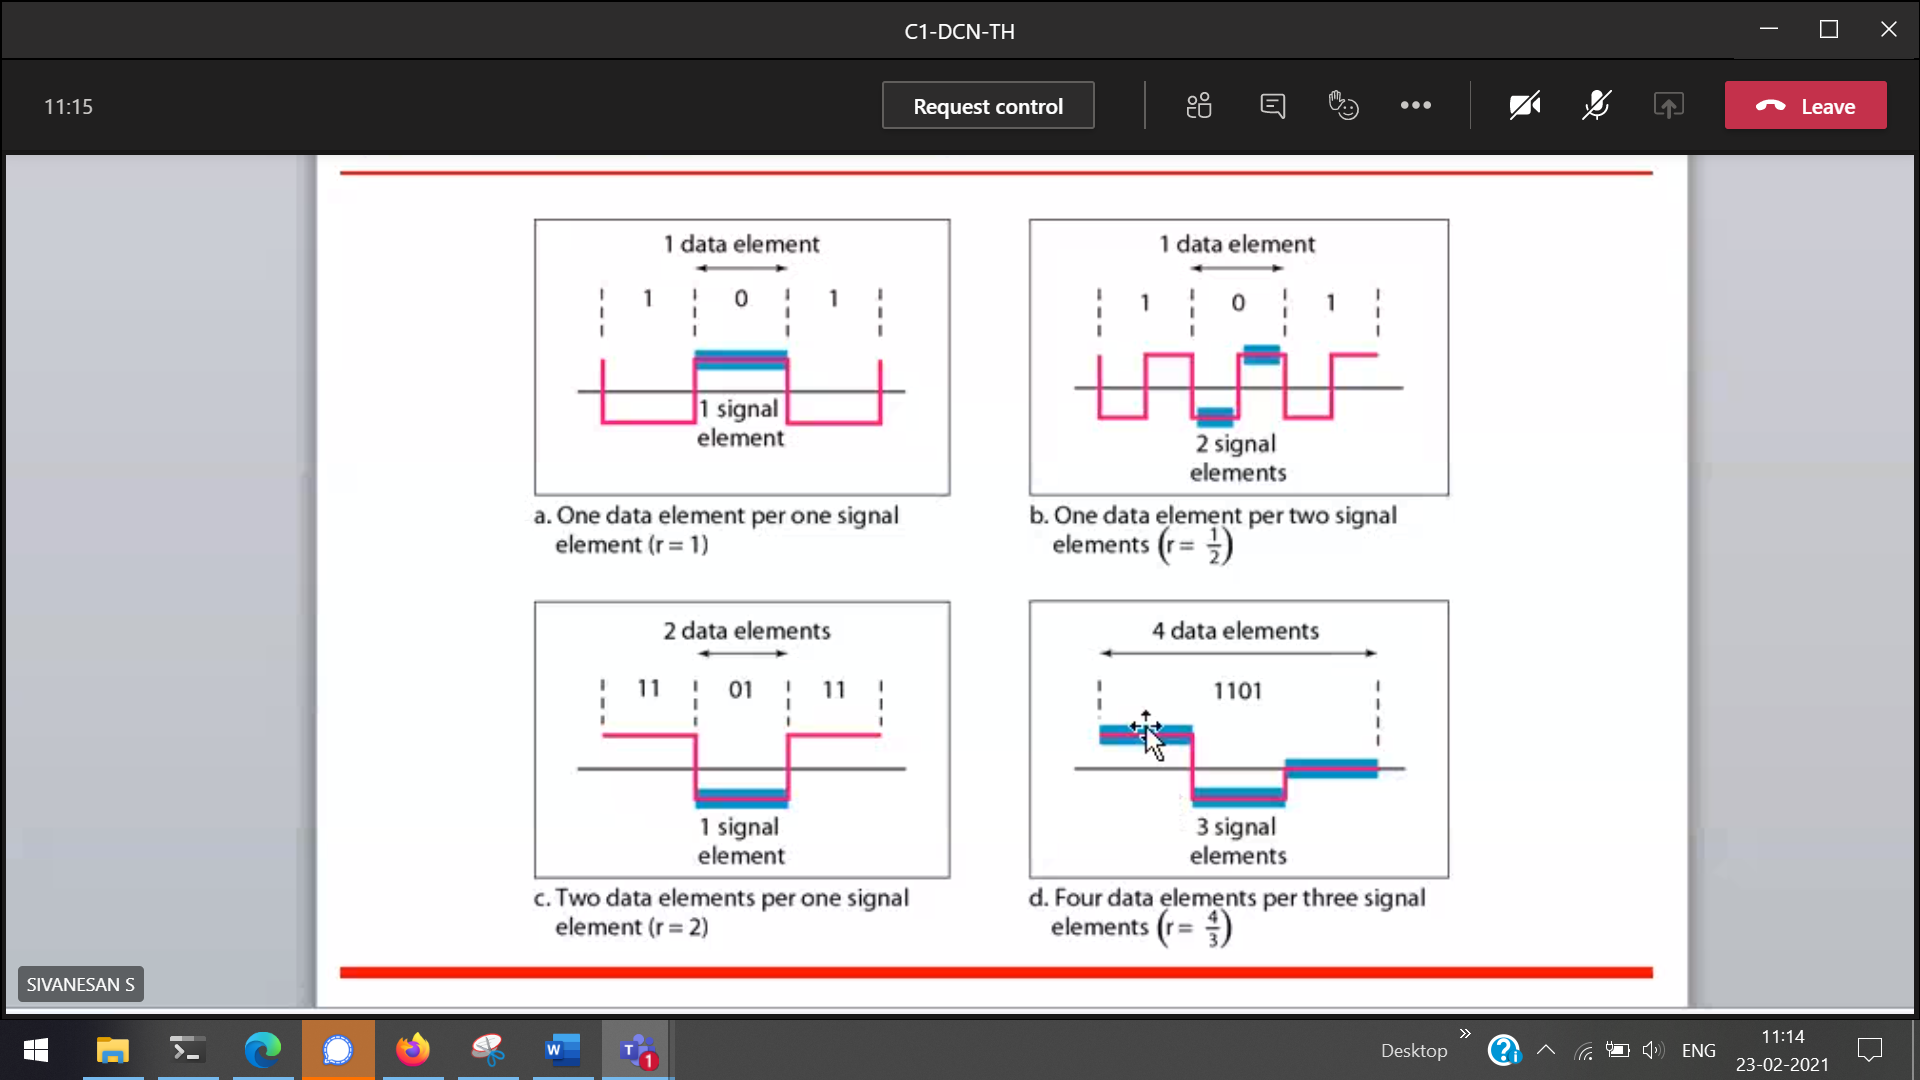 C1-DCN-TH
11:15
Request control
Leave
1 data element
1 0 1
1 signal
element
a. One data element per one signal
element (r = 1)
1 data element
1 0 1
2 signal
elements
b. One data element per two signal
elements (r = 1/2)
2 data elements
11 01 11
1 signal
element
c. Two data elements per one signal
element (r = 2)
4 data elements
1101
3 signal
elements
d. Four data elements per three signal
elements (r = 4/3)
SIVANESAN S
W
T
1
Desktop
»
ENG
11:14
23-02-2021